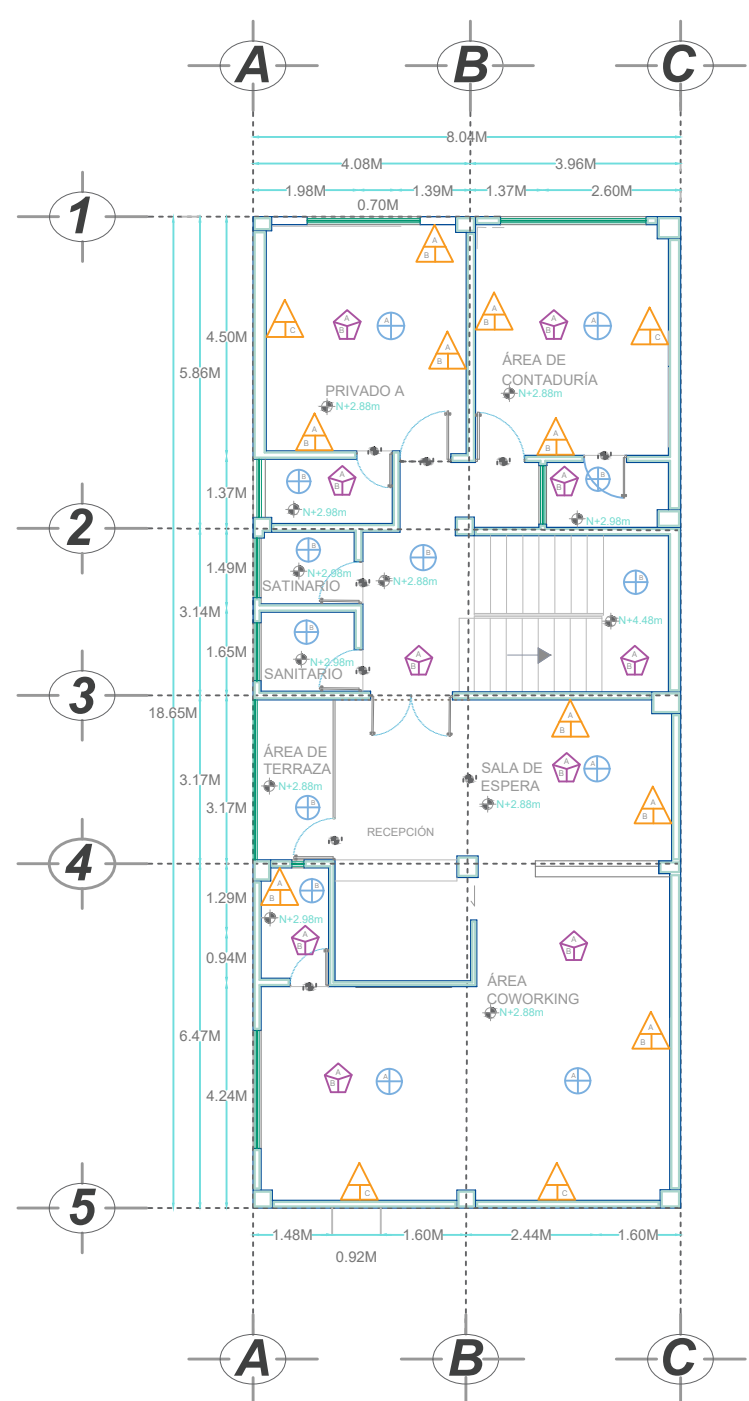 A B C
8.04M
4.08M 3.96M
1.98M 1.39M 1.37M 2.60M
0.70M
1
A
B
A
B
A
B
C
C
A
B
A
A
B
A
4.50M
A
B
5.86M
ÁREA DE
CONTADURÍA
PRIVADO A
N+2.88m
N+2.88m
A
B
A
B
1.37M
B
A
B
A
B
B
N+2.98m
N+2.98m
2
1.49M
B
B
B
N+2.98m
N+2.88m
SATINARIO
3.14M
N+4.48m
B
1.65M
A
B
A
B
N+2.98m
SANITARIO
3
18.65M
A
B
ÁREA DE
TERRAZA
SALA DE
ESPERA
A
B
A
3.17M
N+2.88m
3.17M
B
N+2.88m
A
B
RECEPCIÓN
4
1.29M
A
B
B
N+2.98m
A
B
A
B
0.94M
ÁREA
COWORKING
N+2.88m
6.47M
A
B
A
B
A
A
4.24M
C
A
B
5
1.48M 1.60M 2.44M 1.60M
0.92M
A B C